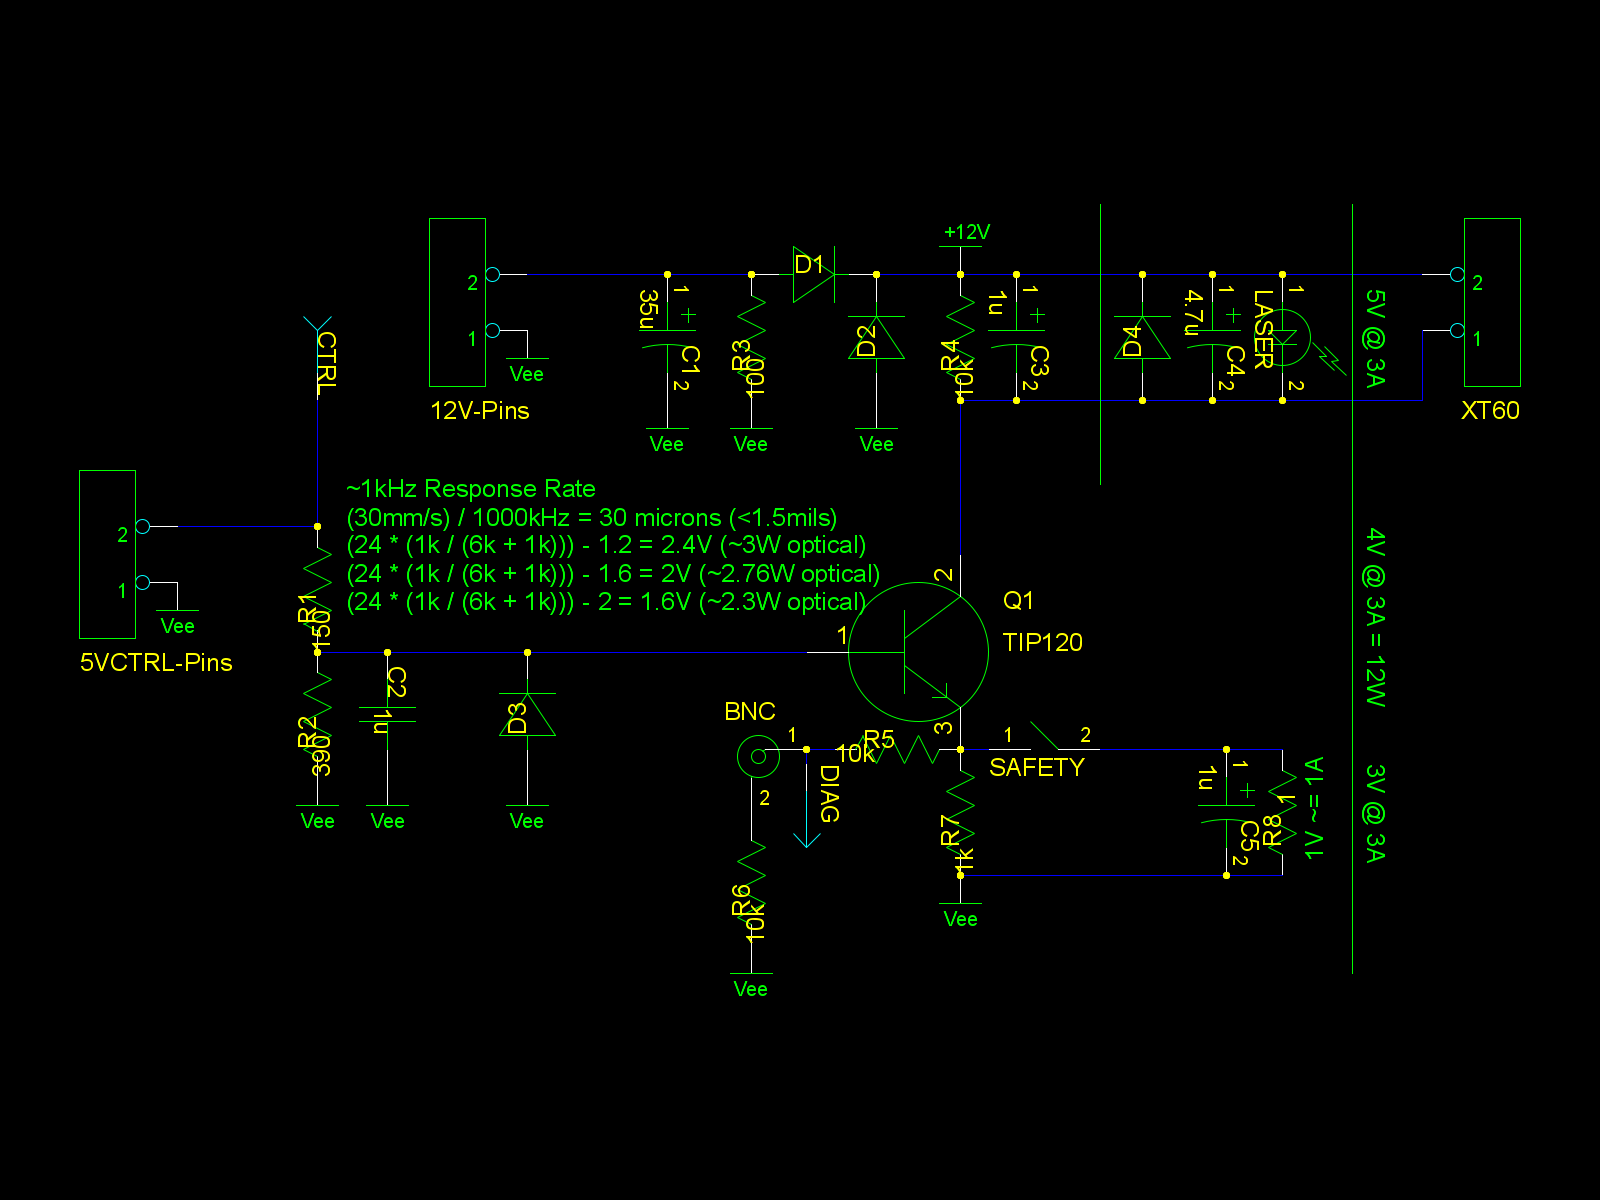 +12V
2
1
Vee
12V-Pins
1
35u
C1
2
Vee
R3
100
Vee
D1
D2
Vee
R4
10k
1
1u
C3
2
D4
1
4.7u
C4
2
1
LASER
2
5V @ 3A
2
1
XT60
CTRL
2
1
Vee
5VCTRL-Pins
~1kHz Response Rate
(30mm/s) / 1000kHz = 30 microns (<1.5mils)
(24 * (1k / (6k + 1k))) - 1.2 = 2.4V (~3W optical)
(24 * (1k / (6k + 1k))) - 1.6 = 2V (~2.76W optical)
(24 * (1k / (6k + 1k))) - 2 = 1.6V (~2.3W optical)
R1
150
R2
390
Vee
C2
1u
Vee
D3
Vee
2
1
3
Q1
TIP120
4V @ 3A = 12W
BNC
1
2
R5
10k
DIAG
R6
10k
Vee
1
2
SAFETY
R7
1k
Vee
1
1u
C5
2
R8
1
1V ~= 1A
3V @ 3A